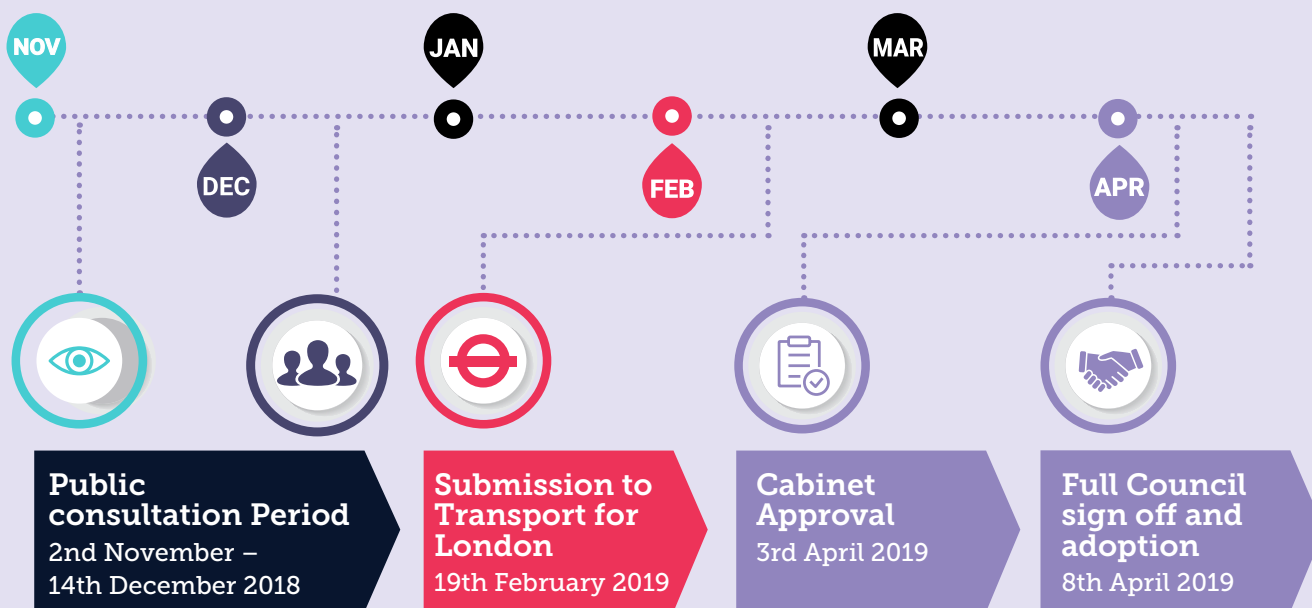 NOV
JAN
MAR
DEC
FEB
APR
Public
consultation Period
2nd November –
14th December 2018
Submission to
Transport for
London
19th February 2019
Cabinet
Approval
3rd April 2019
Full Council
sign off and
adoption
8th April 2019